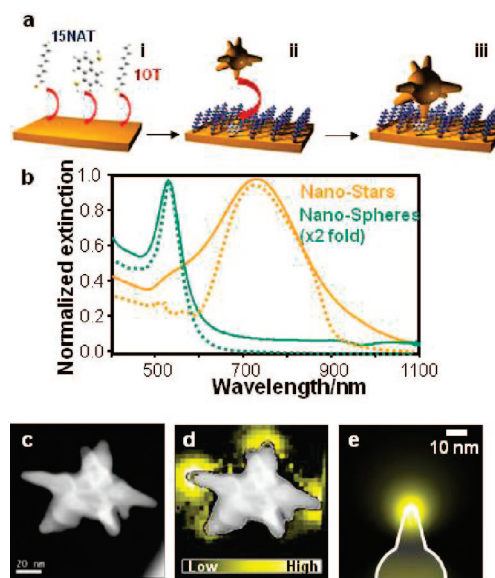 a
15NAT
i
ii
iii
10T
b
Normalized extinction
1.0
0.8
0.6
0.4
0.2
0.0
Nano-Stars
Nano-Spheres
(x2 fold)
500
700
900
1100
Wavelength/nm
c
20 nm
d
Low
High
e
10 nm